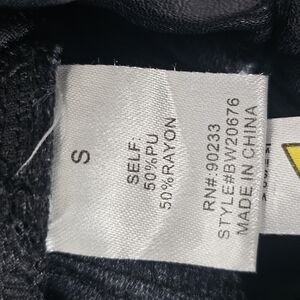 S
SELF:
50%PU
50%RAYON
RN#:90233
STYLE#BW20676
MADE IN CHINA